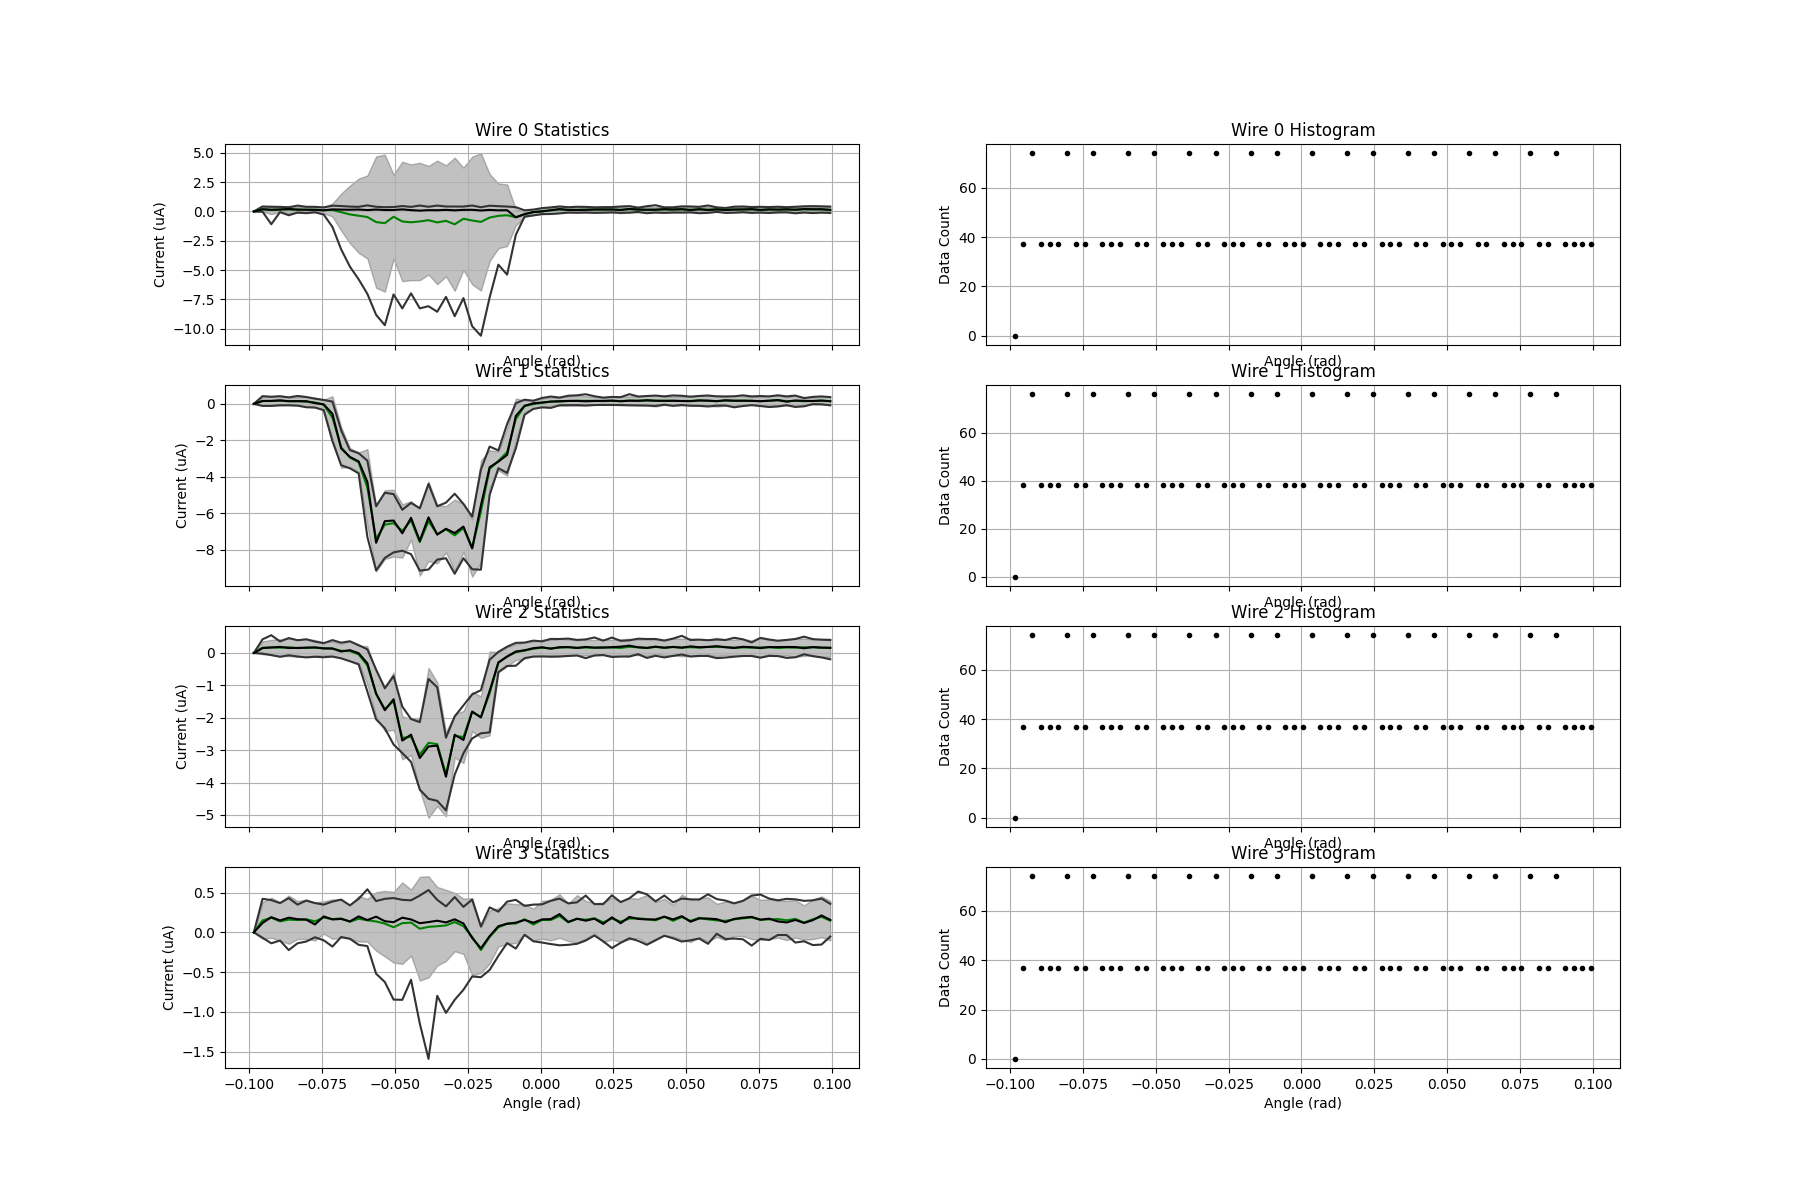 Wire 0 Statistics
Current (uA)
5.0
2.5
0.0
−2.5
−5.0
−7.5
−10.0
Angle (rad)
Wire 0 Histogram
Data Count
60
40
20
0
Angle (rad)
Wire 1 Statistics
Current (uA)
0
−2
−4
−6
−8
Angle (rad)
Wire 1 Histogram
Data Count
60
40
20
0
Angle (rad)
Wire 2 Statistics
Current (uA)
0
−1
−2
−3
−4
−5
Angle (rad)
Wire 2 Histogram
Data Count
60
40
20
0
Angle (rad)
Wire 3 Statistics
Current (uA)
0.5
0.0
−0.5
−1.0
−1.5
−0.100 −0.075 −0.050 −0.025 0.000 0.025 0.050 0.075 0.100
Angle (rad)
Wire 3 Histogram
Data Count
60
40
20
0
−0.100 −0.075 −0.050 −0.025 0.000 0.025 0.050 0.075 0.100
Angle (rad)